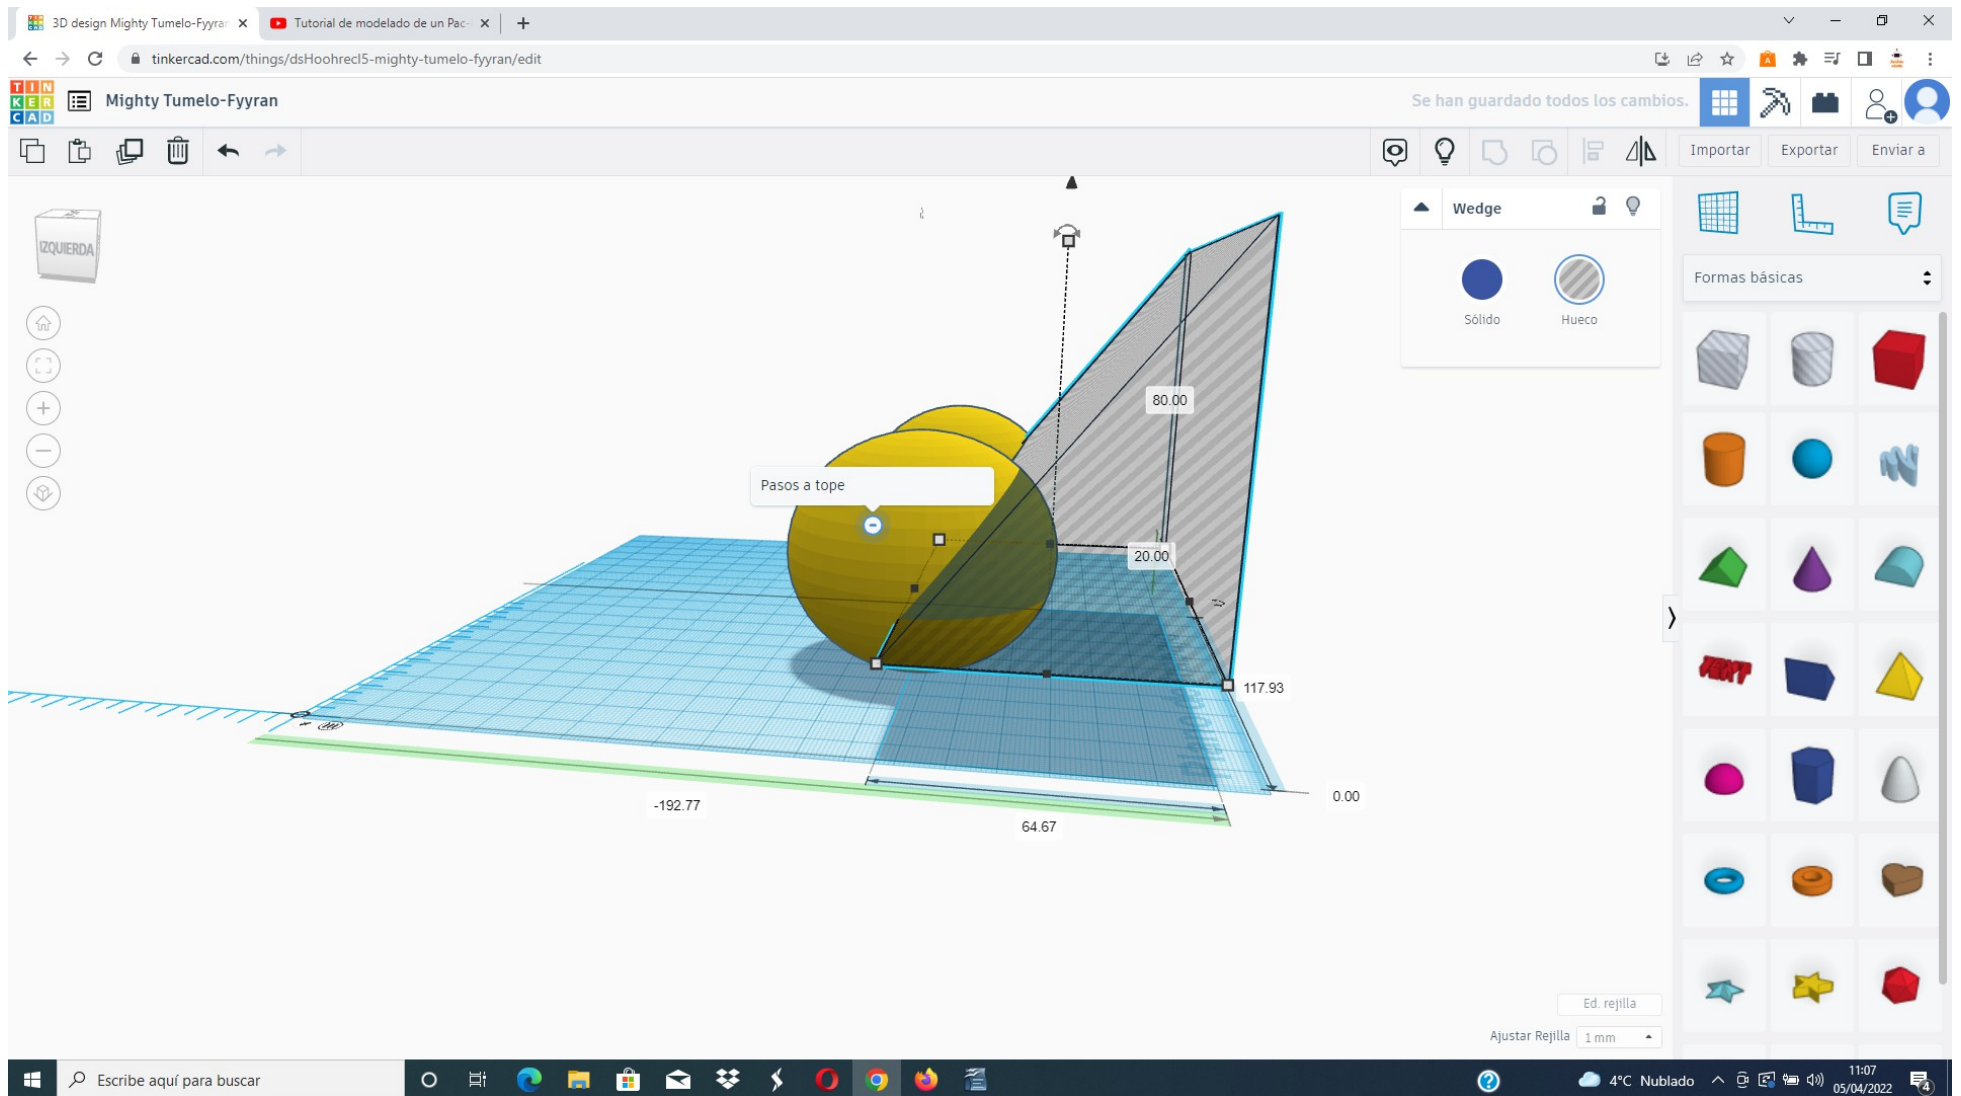 3D design Mighty Tumelo-Fyyran
Tutorial de modelado de un Pac-
tinkercad.com/things/dsHoohrecl5-mighty-tumelo-fyyran/edit
TIN
KER
CAD
Mighty Tumelo-Fyyran
Se han guardado todos los cambios.
Importar
Exportar
Enviar a
IZQUIERDA
Wedge
Sólido
Hueco
Formas básicas
80.00
Pasos a tope
20.00
TEXT
117.93
-192.77
64.67
0.00
Ed. rejilla
Ajustar Rejilla
1 mm
Escribe aquí para buscar
4°C Nublado
11:07
05/04/2022
4